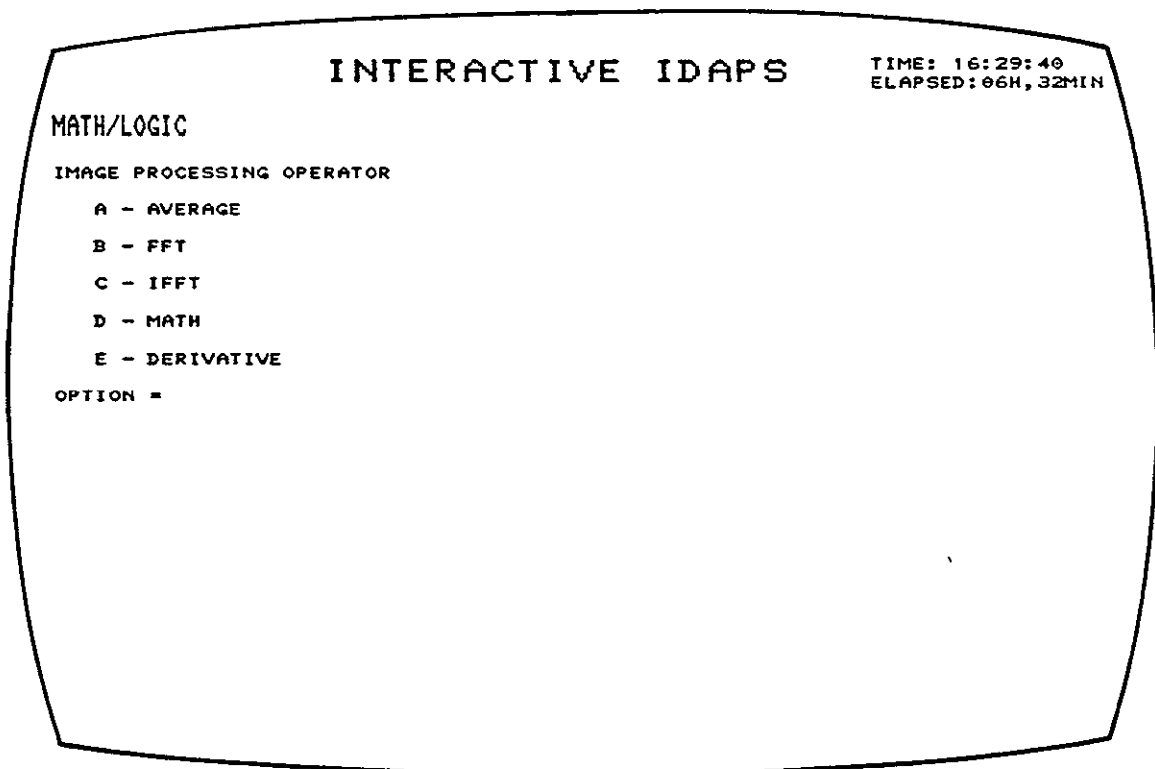 INTERACTIVE IDAPS
TIME: 16:29:40
ELAPSED:06H,32MIN
MATH/LOGIC
IMAGE PROCESSING OPERATOR
A - AVERAGE
B - FFT
C - IFFT
D - MATH
E - DERIVATIVE
OPTION =